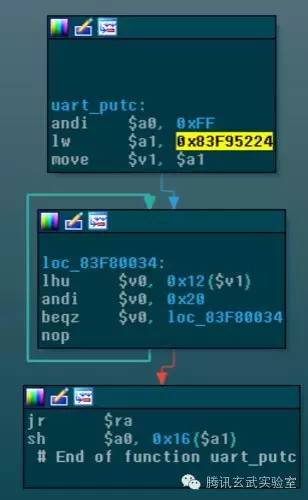 uart_putc:
andi $a0, 0xFF
lw $a1, 0x83F95224
move $v1, $a1
loc_83F80034:
lhu $v0, 0x12($v1)
andi $v0, 0x20
beqz $v0, loc_83F80034
nop
jr $ra
sh $a0, 0x16($a1)
# End of function uart_putc
腾讯玄武实验室